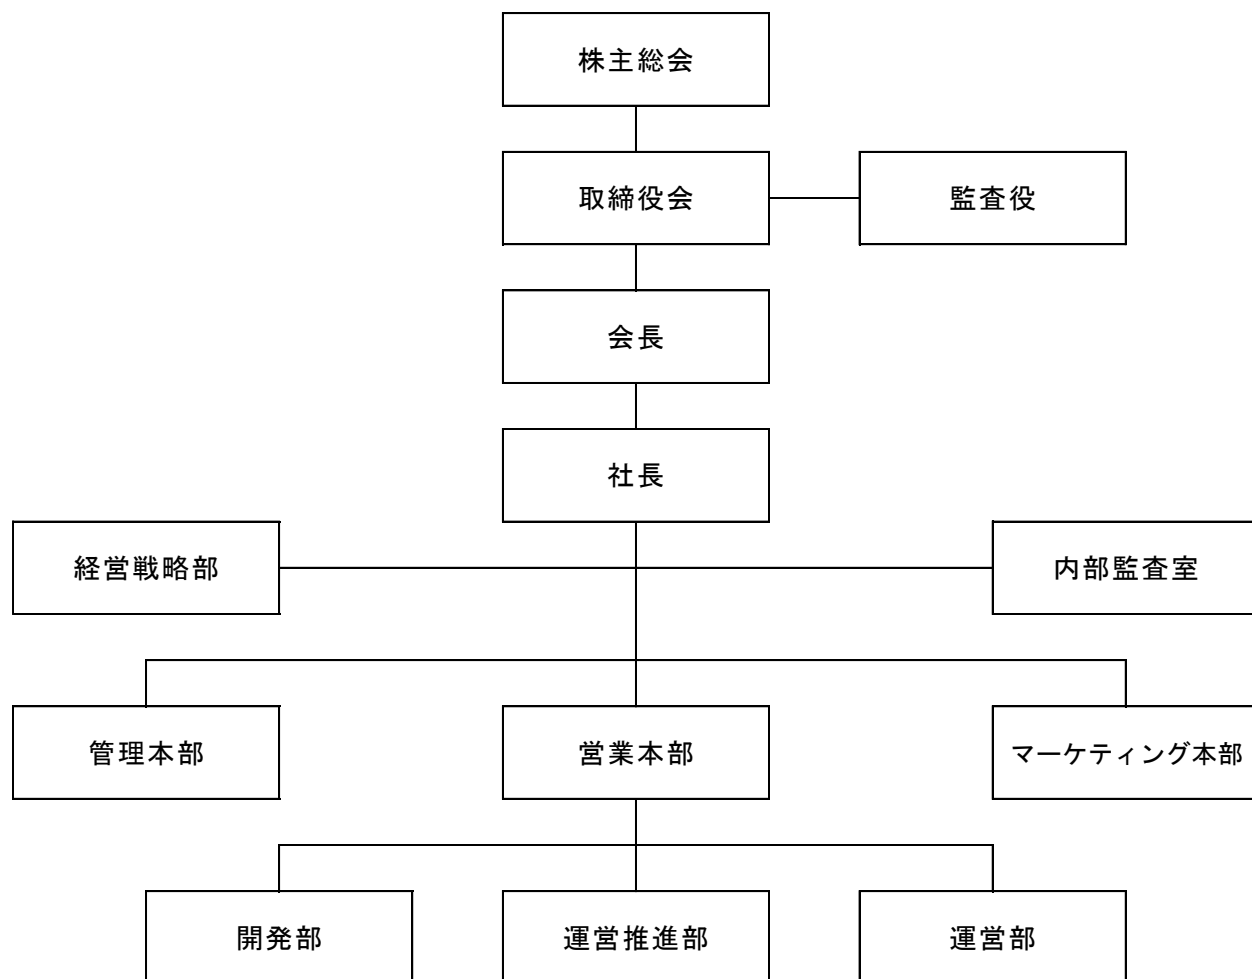 株主総会
取締役会
監査役
会長
社長
経営戦略部
内部監査室
管理本部
営業本部
マーケティング本部
開発部
運営推進部
運営部